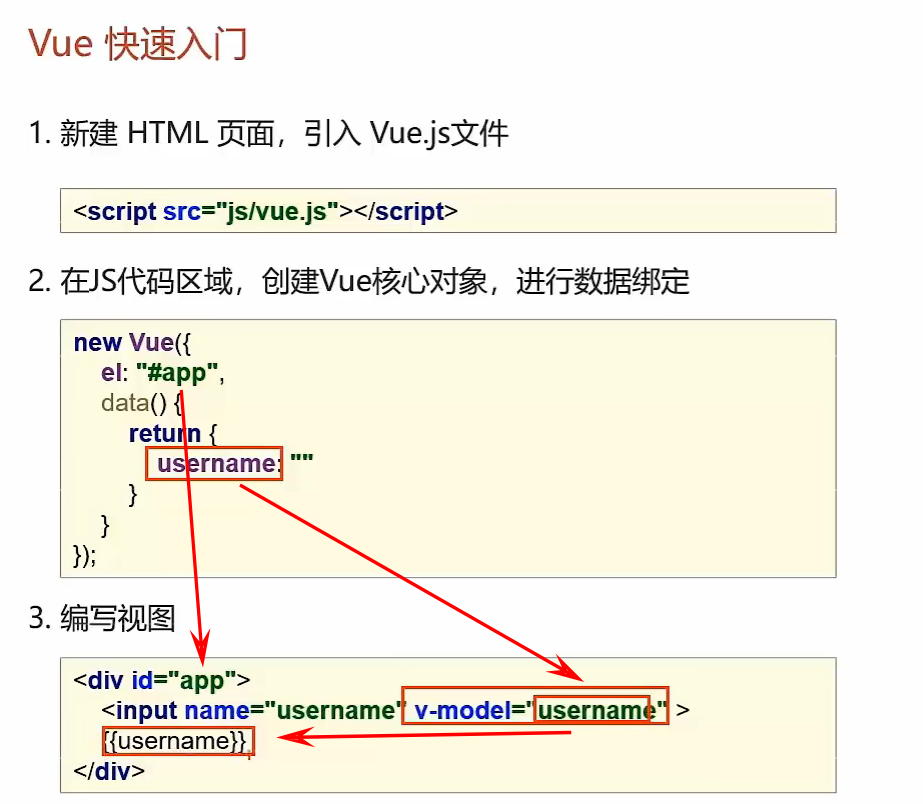 Vue 快速入门
1. 新建 HTML 页面，引入 Vue.js文件
<script src="js/vue.js"></script>
2. 在JS代码区域，创建Vue核心对象，进行数据绑定
new Vue({
el: "#app",
data() {
return {
username: ""
}
}
});
3. 编写视图
<div id="app">
<input name="username" v-model="username" >
{{username}}
</div>